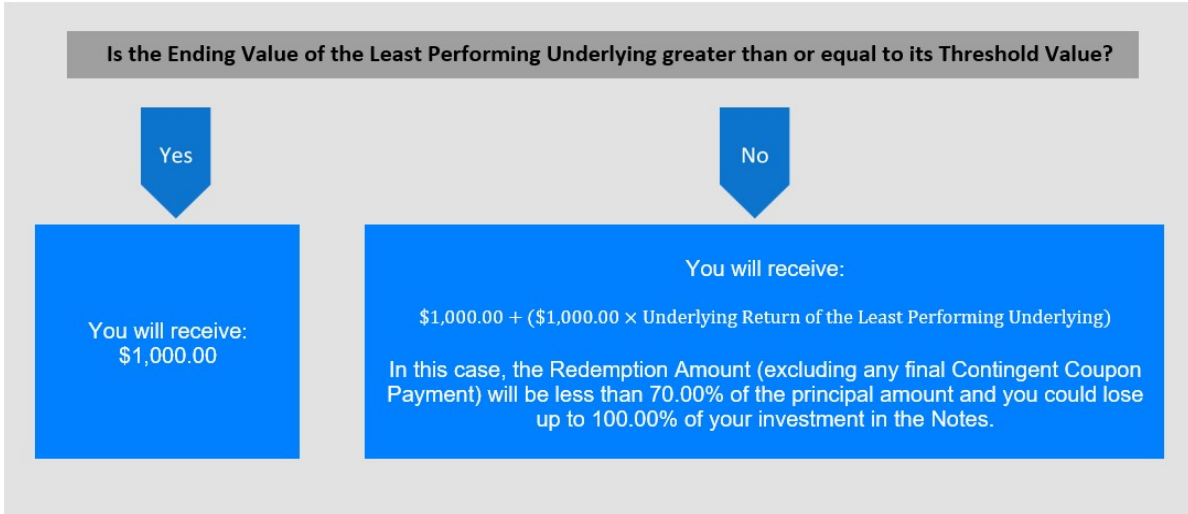 Is the Ending Value of the Least Performing Underlying greater than or equal to its Threshold Value?
Yes
No
You will receive:
$1,000.00
You will receive:
$1,000.00 + ($1,000.00 × Underlying Return of the Least Performing Underlying)
In this case, the Redemption Amount (excluding any final Contingent Coupon
Payment) will be less than 70.00% of the principal amount and you could lose
up to 100.00% of your investment in the Notes.